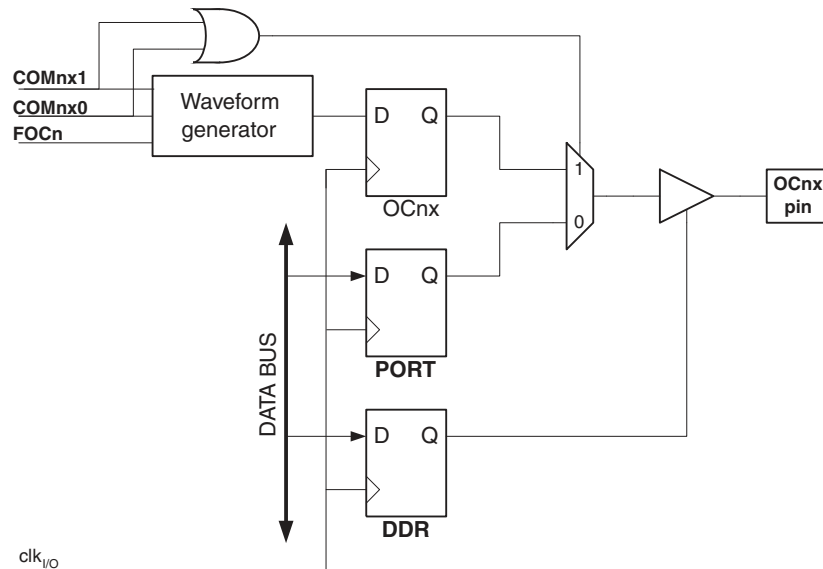 COMnx1
COMnx0
FOCn
Waveform
generator
D Q
OCnx
1
0
OCnx
pin
D Q
PORT
DATA BUS
D Q
DDR
clkI/O